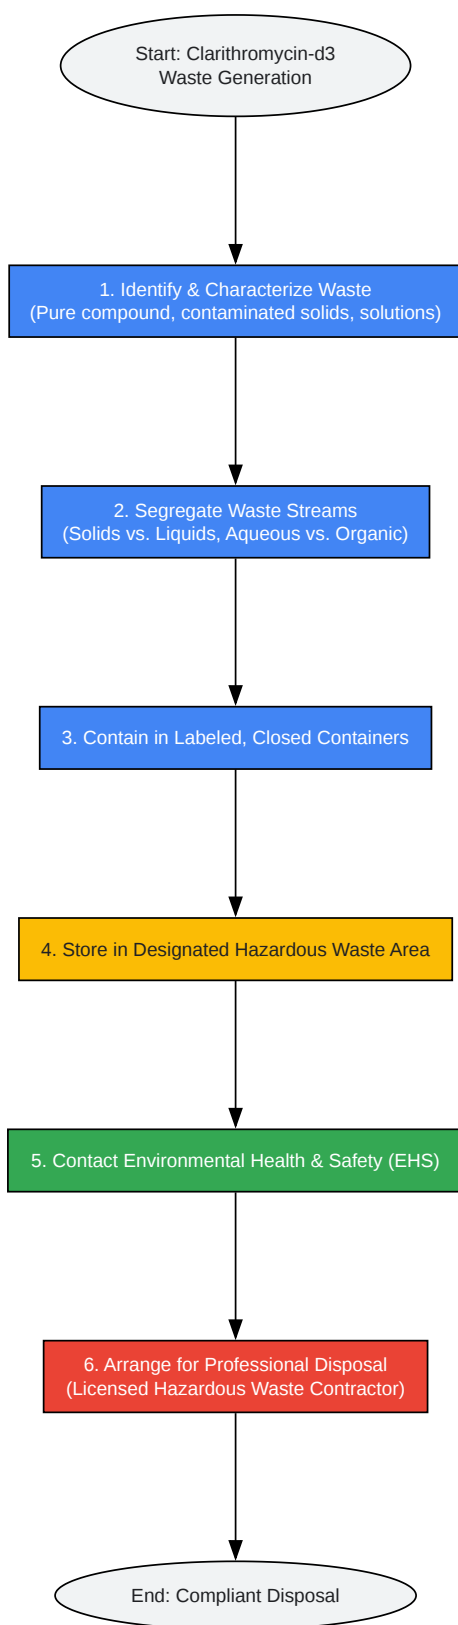 Start: Clarithromycin-d3
Waste Generation
1. Identify & Characterize Waste
(Pure compound, contaminated solids, solutions)
2. Segregate Waste Streams
(Solids vs. Liquids, Aqueous vs. Organic)
3. Contain in Labeled, Closed Containers
4. Store in Designated Hazardous Waste Area
5. Contact Environmental Health & Safety (EHS)
6. Arrange for Professional Disposal
(Licensed Hazardous Waste Contractor)
End: Compliant Disposal